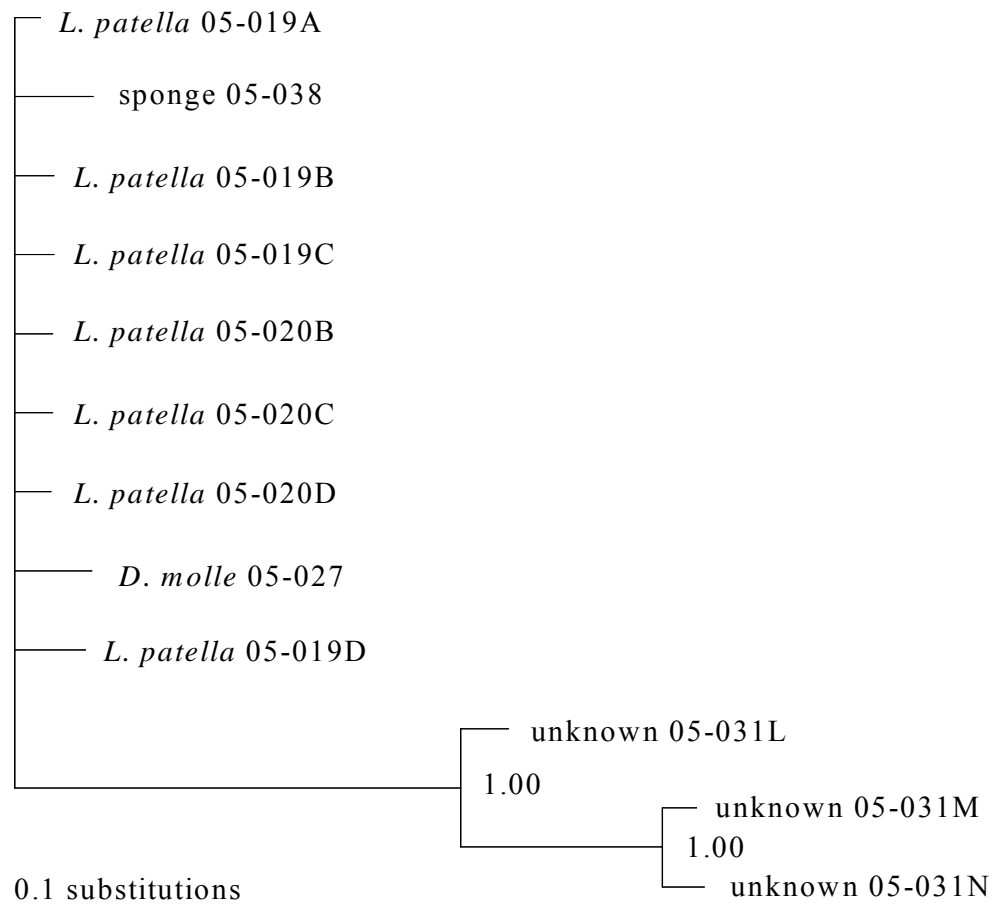 L. patella 05-019A
sponge 05-038
L. patella 05-019B
L. patella 05-019C
L. patella 05-020B
L. patella 05-020C
L. patella 05-020D
D. molle 05-027
L. patella 05-019D
unknown 05-031L
1.00
unknown 05-031M
1.00
unknown 05-031N
0.1 substitutions